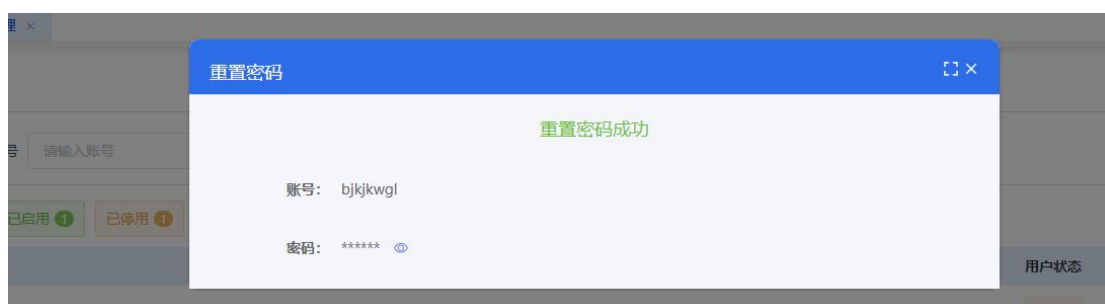 理 ×
重置密码
重置密码成功
号 请输入账号
账号： bjkjkwgl
已启用 1 已停用 1
密码： ******
用户状态